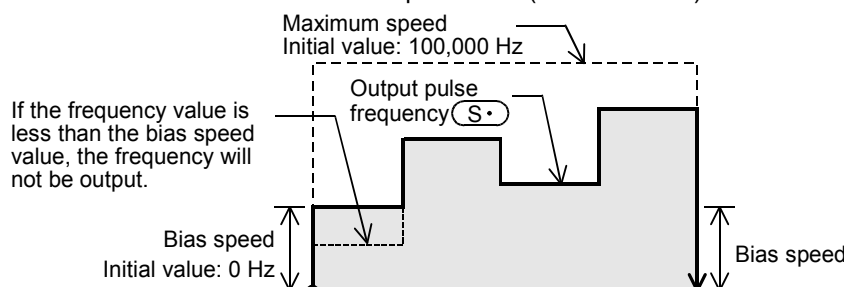 Maximum speed
Initial value: 100,000 Hz
Output pulse
frequency S•
If the frequency value is
less than the bias speed
value, the frequency will
not be output.
Bias speed
Initial value: 0 Hz
Bias speed